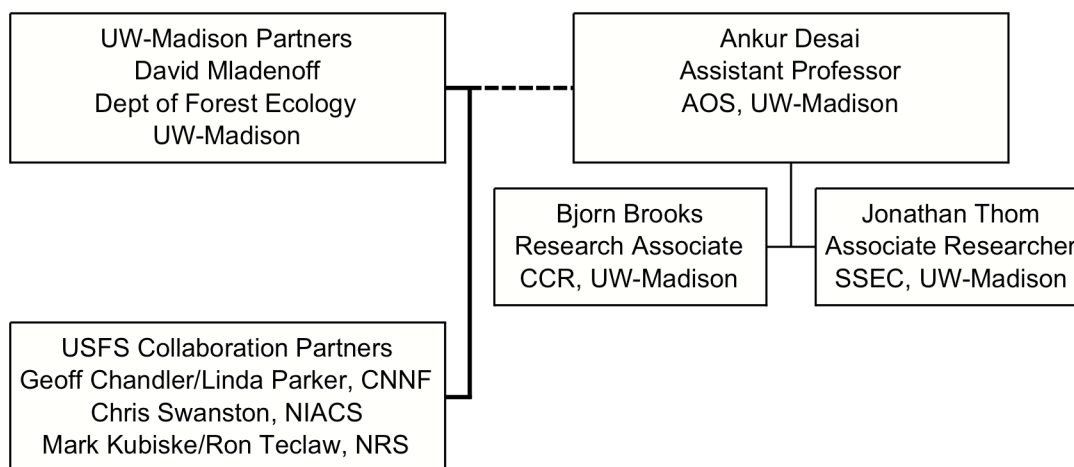 UW-Madison Partners
David Mladenoff
Dept of Forest Ecology
UW-Madison
Ankur Desai
Assistant Professor
AOS, UW-Madison
Bjorn Brooks
Research Associate
CCR, UW-Madison
Jonathan Thom
Associate Researcher
SSEC, UW-Madison
USFS Collaboration Partners
Geoff Chandler/Linda Parker, CNNF
Chris Swanston, NIACS
Mark Kubiske/Ron Teclaw, NRS